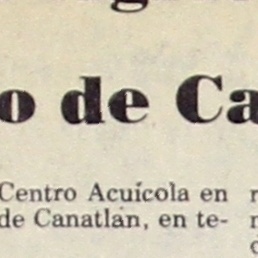 o de Ca
Centro Acuícola en
de Canatlán, en te-